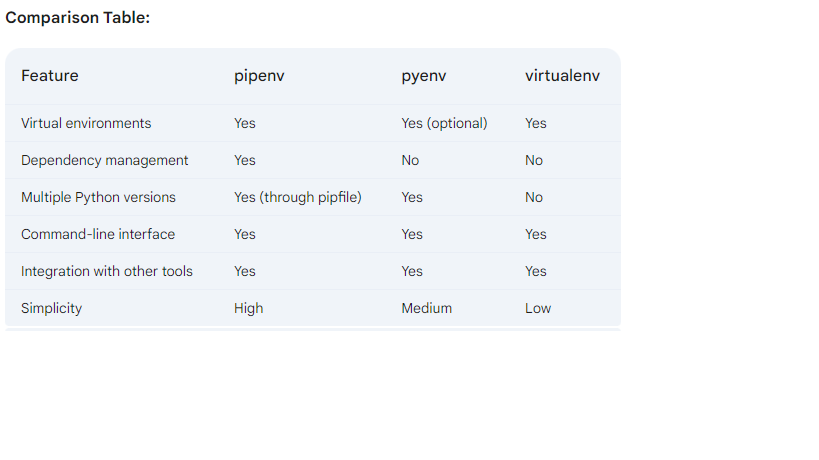 Comparison Table:
Feature pipenv pyenv virtualenv
Virtual environments Yes Yes (optional) Yes
Dependency management Yes No No
Multiple Python versions Yes (through pipfile) Yes No
Command-line interface Yes Yes Yes
Integration with other tools Yes Yes Yes
Simplicity High Medium Low